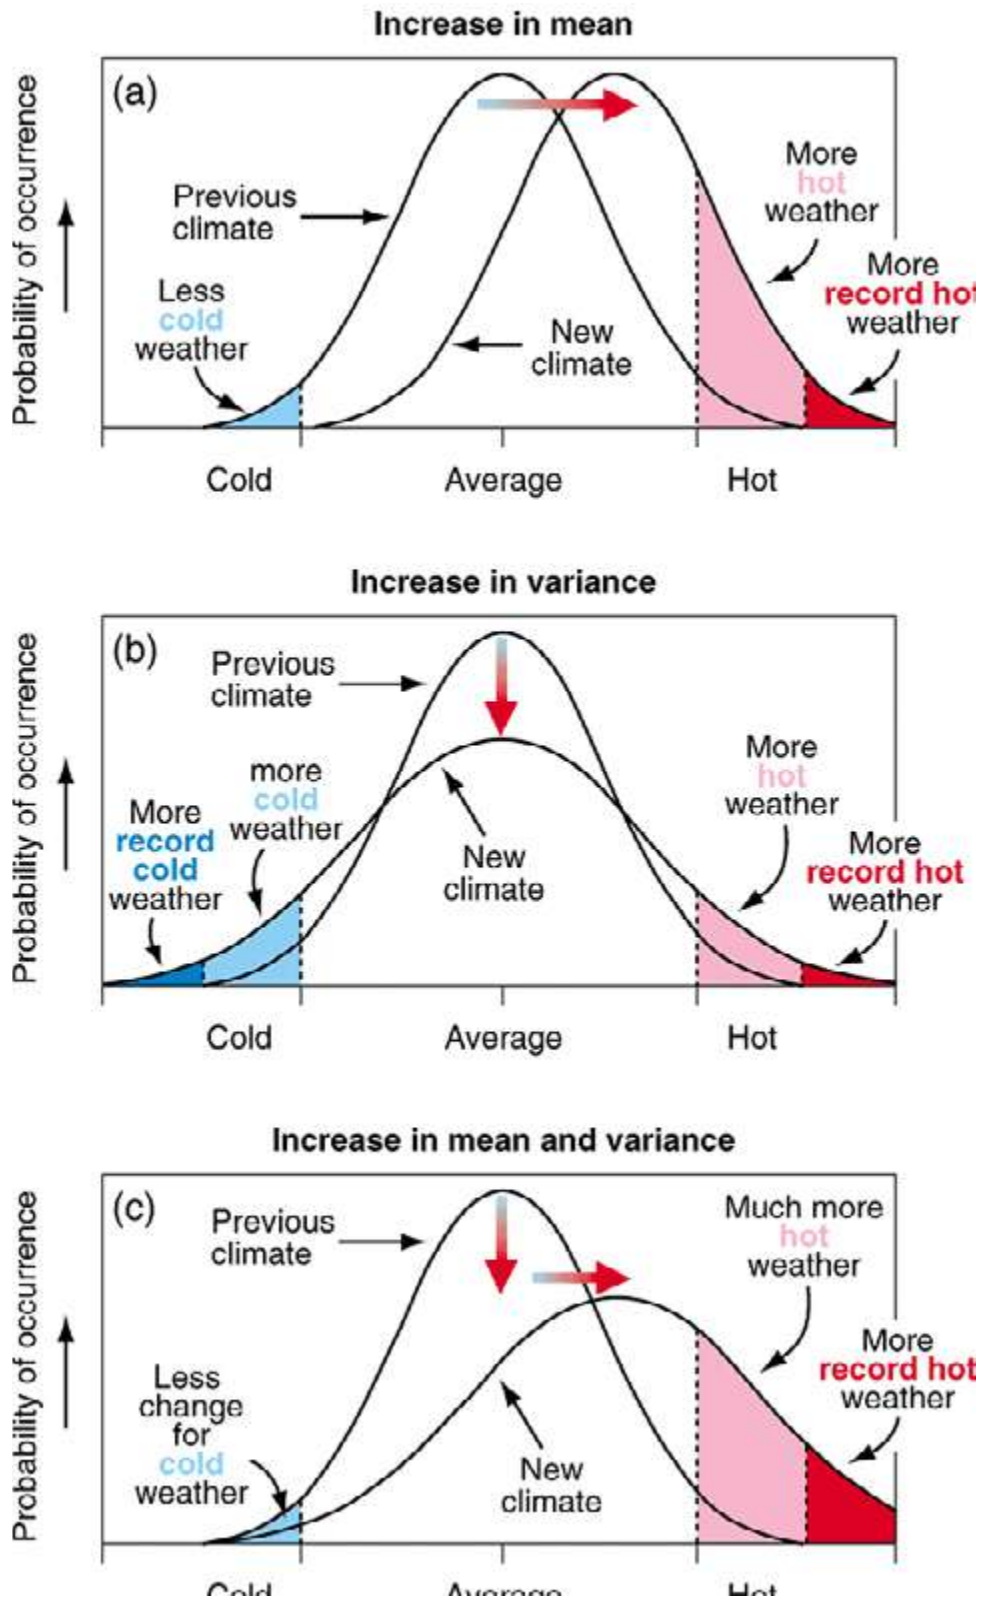 Increase in mean
(a)
Probability of occurrence
Previous
climate
Less
cold
weather
New
climate
More
hot
weather
More
record hot
weather
Cold Average Hot
Increase in variance
(b)
Probability of occurrence
Previous
climate
more
cold
weather
More
record
cold
weather
New
climate
More
hot
weather
More
record hot
weather
Cold Average Hot
Increase in mean and variance
(c)
Probability of occurrence
Previous
climate
Less
change
for
cold
weather
New
climate
Much more
hot
weather
More
record hot
weather
Cold Average Hot